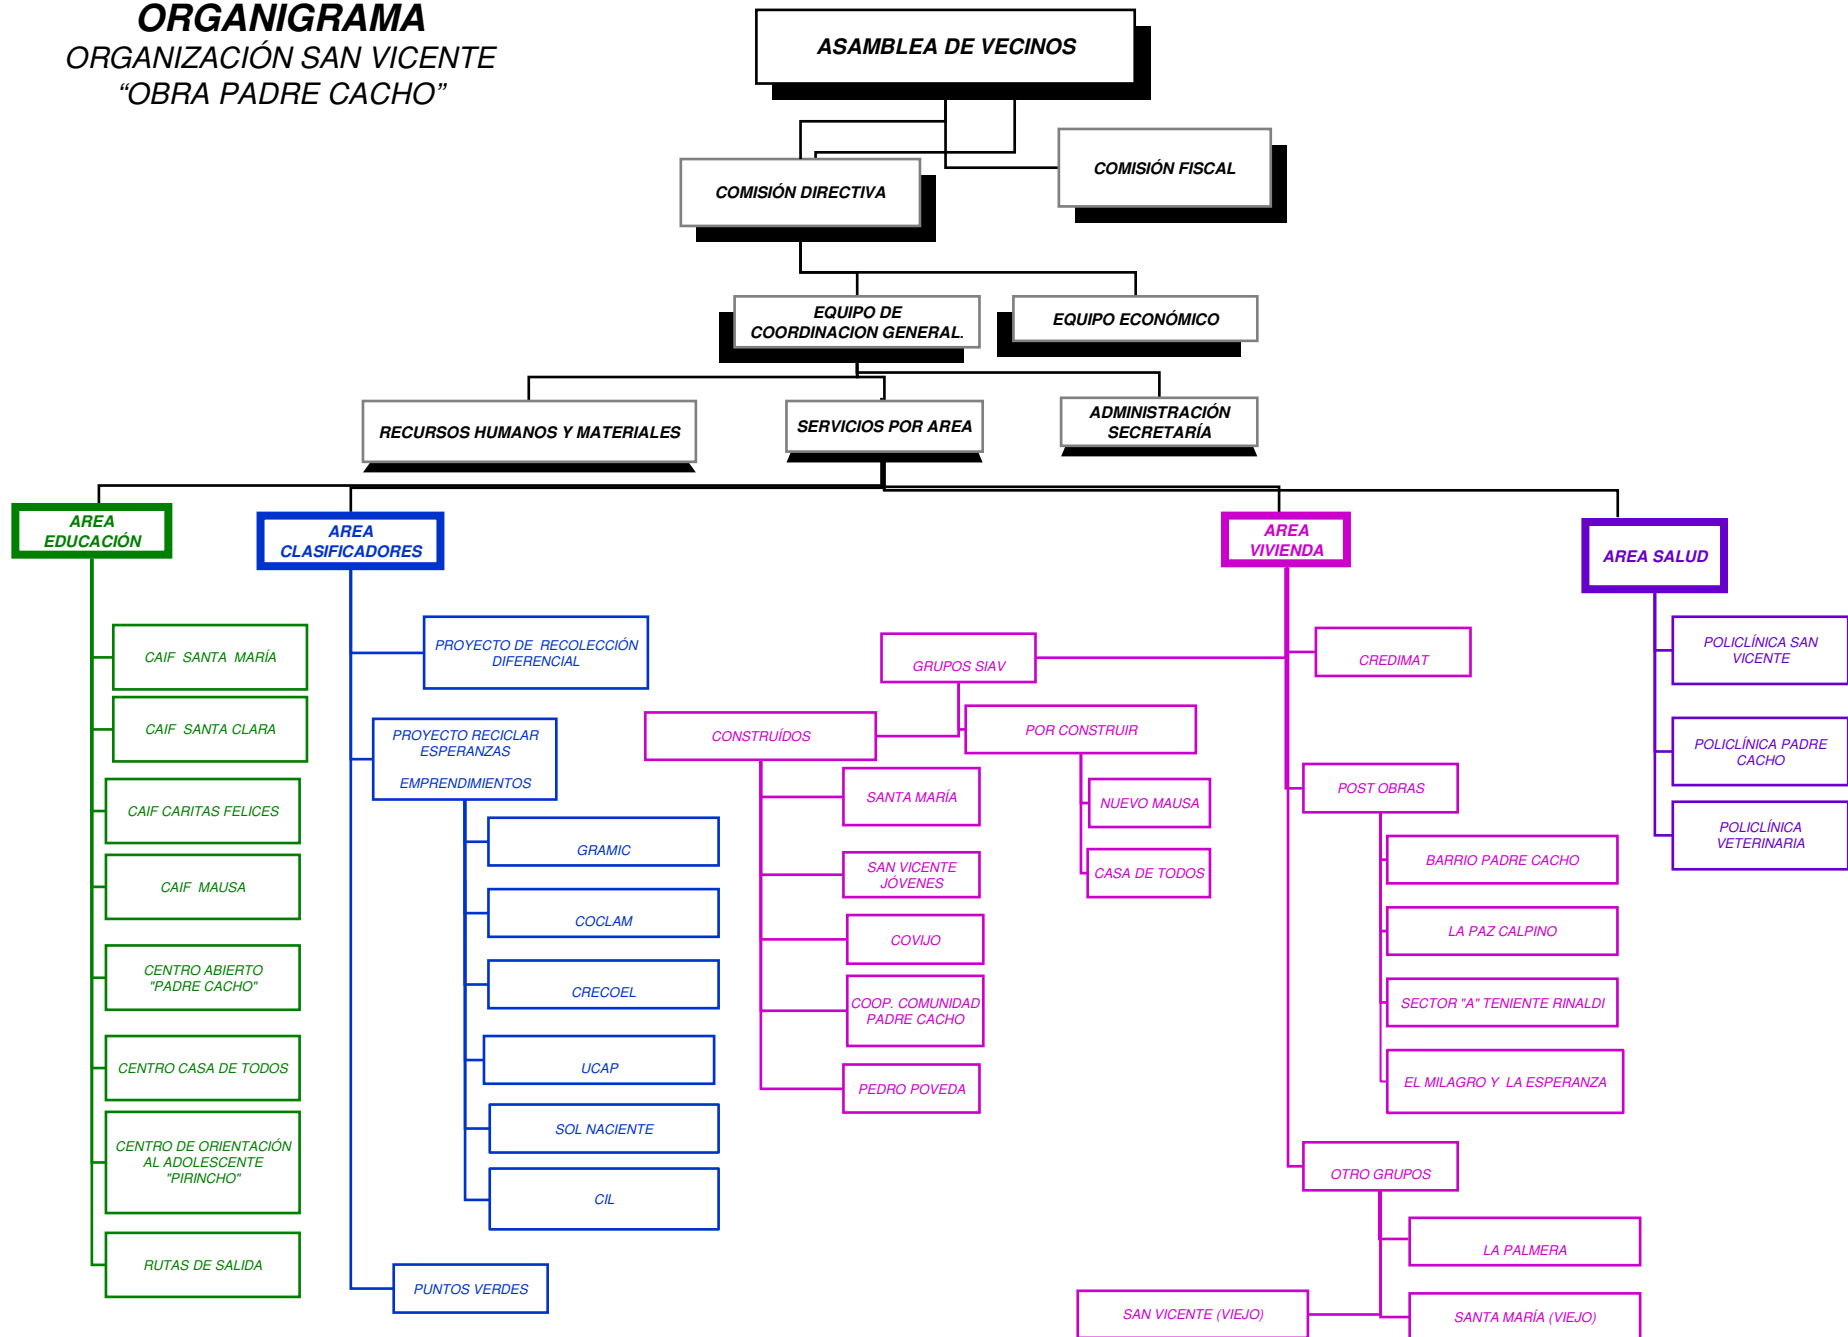 ORGANIGRAMA
ORGANIZACIÓN SAN VICENTE
“OBRA PADRE CACHO”
ASAMBLEA DE VECINOS
COMISIÓN DIRECTIVA
COMISIÓN FISCAL
EQUIPO DE
COORDINACION GENERAL.
EQUIPO ECONÓMICO
RECURSOS HUMANOS Y MATERIALES
SERVICIOS POR AREA
ADMINISTRACIÓN
SECRETARÍA
AREA
EDUCACIÓN
CAIF  SANTA  MARÍA
CAIF  SANTA CLARA
CAIF CARITAS FELICES
CAIF  MAUSA
CENTRO ABIERTO
"PADRE CACHO"
CENTRO CASA DE TODOS
CENTRO DE ORIENTACIÓN
AL ADOLESCENTE
"PIRINCHO"
RUTAS DE SALIDA
AREA
CLASIFICADORES
PROYECTO DE  RECOLECCIÓN
DIFERENCIAL
PROYECTO RECICLAR
ESPERANZAS
EMPRENDIMIENTOS
GRAMIC
COCLAM
CRECOEL
UCAP
SOL NACIENTE
CIL
PUNTOS VERDES
AREA
VIVIENDA
GRUPOS SIAV
CONSTRUÍDOS
SANTA MARÍA
SAN VICENTE
JÓVENES
COVIJO
COOP. COMUNIDAD
PADRE CACHO
PEDRO POVEDA
POR CONSTRUIR
NUEVO MAUSA
CASA DE TODOS
CREDIMAT
POST OBRAS
BARRIO PADRE CACHO
LA PAZ CALPINO
SECTOR "A" TENIENTE RINALDI
EL MILAGRO Y  LA ESPERANZA
OTRO GRUPOS
LA PALMERA
SAN VICENTE (VIEJO)
SANTA MARÍA (VIEJO)
AREA SALUD
POLICLÍNICA SAN
VICENTE
POLICLÍNICA PADRE
CACHO
POLICLÍNICA
VETERINARIA